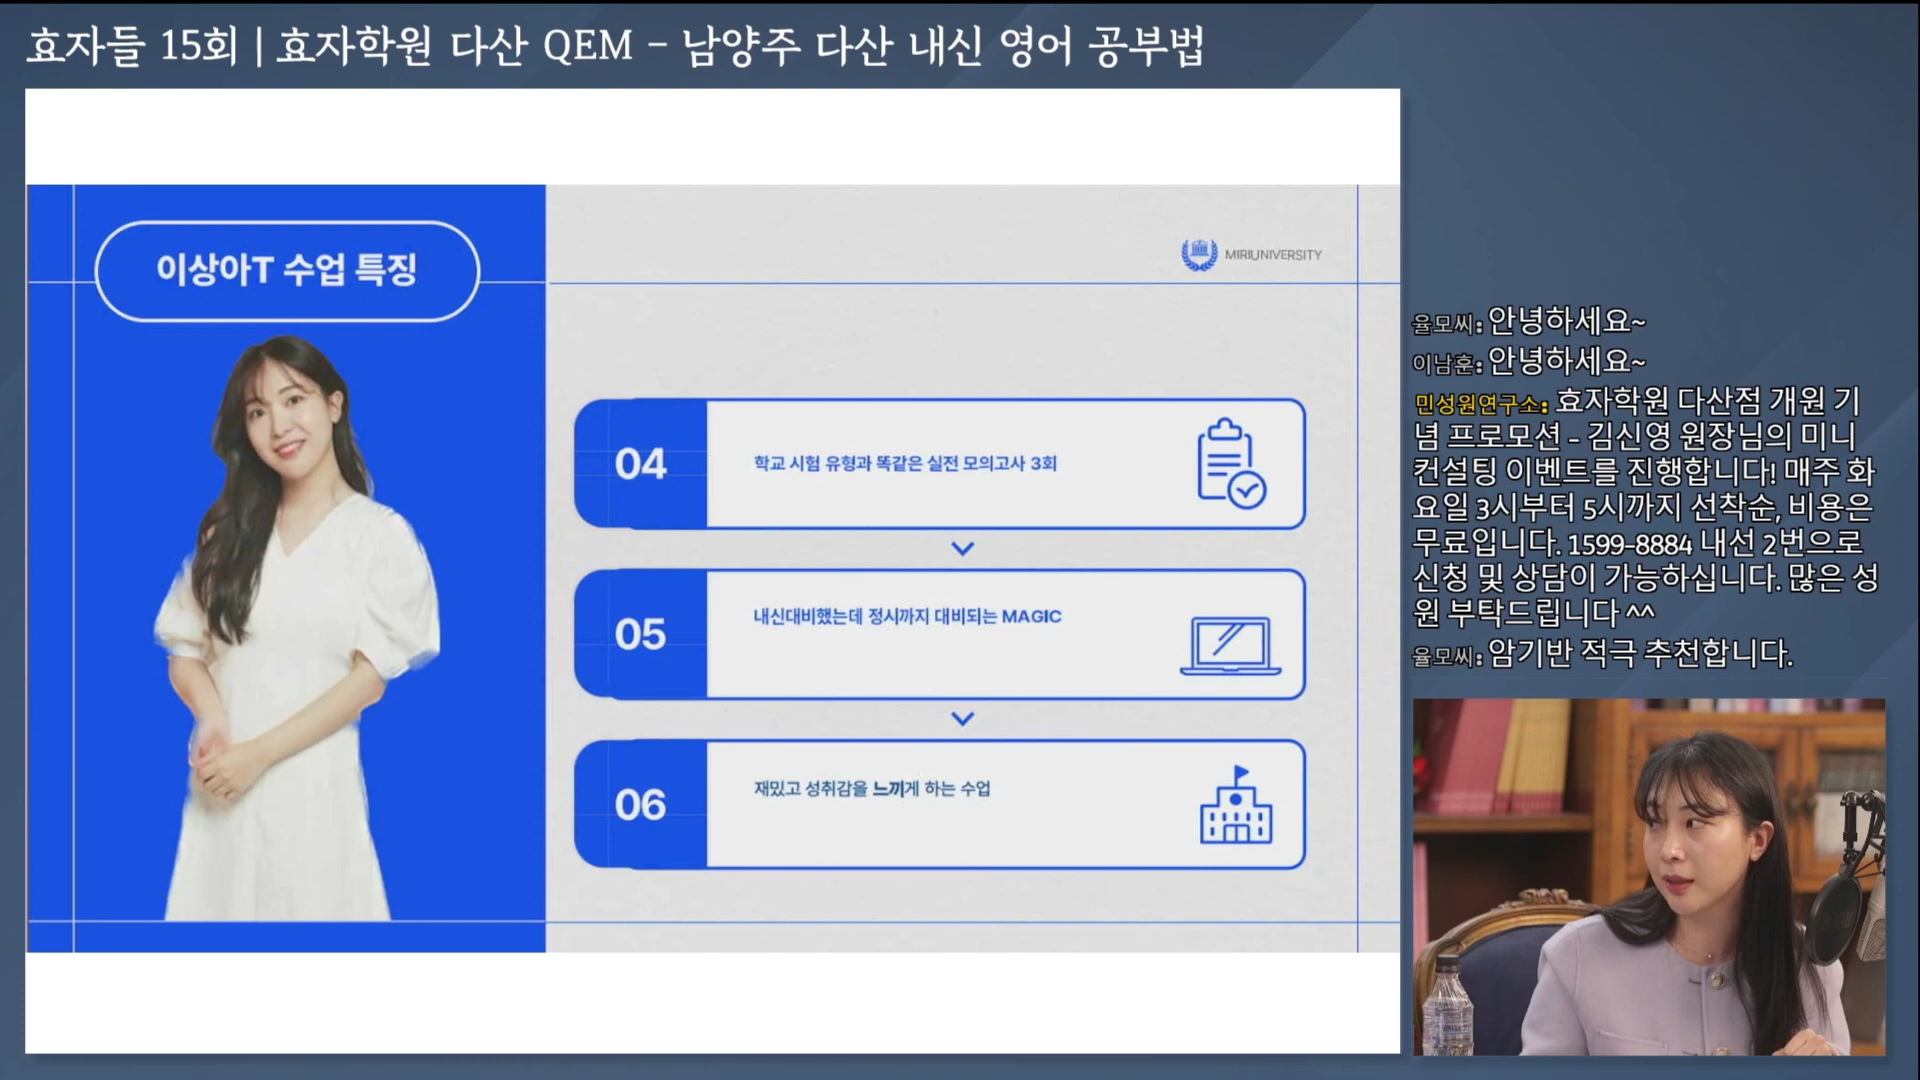 효자들 15회 | 효자학원 다산 QEM – 남양주 다산 내신 영어 공부법
이상아T 수업 특징
MIRIUNIVERSITY
04
학교 시험 유형과 똑같은 실전 모의고사 3회
05
내신대비했는데 정시까지 대비되는 MAGIC
06
재밌고 성취감을 느끼게 하는 수업
율모씨: 안녕하세요~
이남훈: 안녕하세요~
민성원연구소: 효자학원 다산점 개원 기
념 프로모션 – 김신영 원장님의 미니
컨설팅 이벤트를 진행합니다! 매주 화
요일 3시부터 5시까지 선착순, 비용은
무료입니다. 1599-8884 내선 2번으로
신청 및 상담이 가능하십니다. 많은 성
원 부탁드립니다 ^^
율모씨: 암기반 적극 추천합니다.